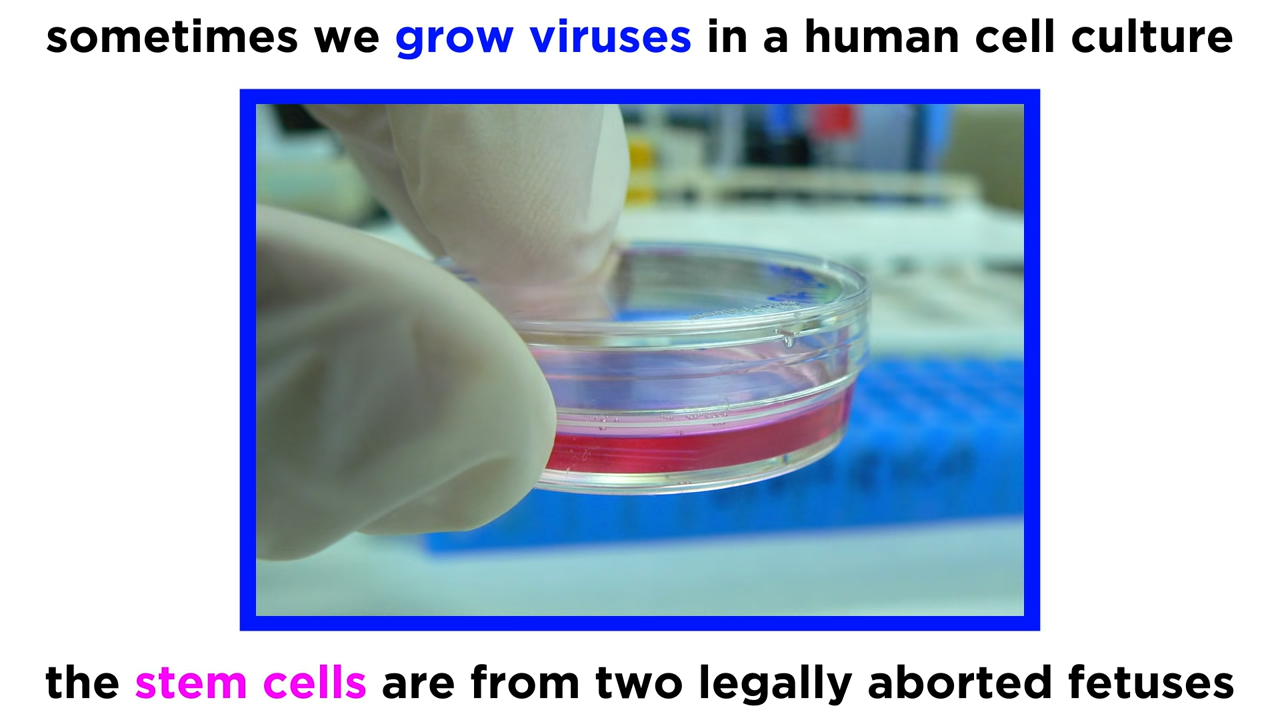 sometimes we grow viruses in a human cell culture
the stem cells are from two legally aborted fetuses